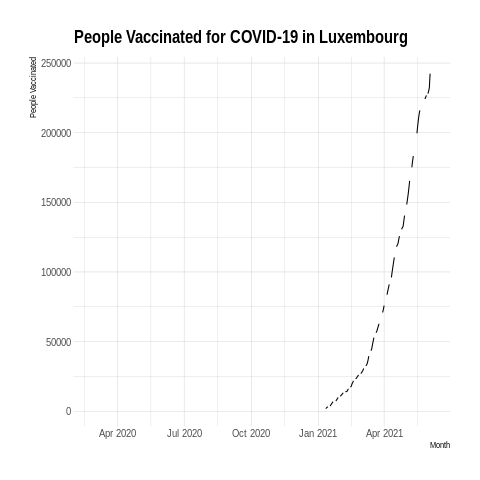 People Vaccinated for COVID-19 in Luxembourg
People Vaccinated
250000
200000
150000
100000
50000
0
Apr 2020 Jul 2020 Oct 2020 Jan 2021 Apr 2021
Month